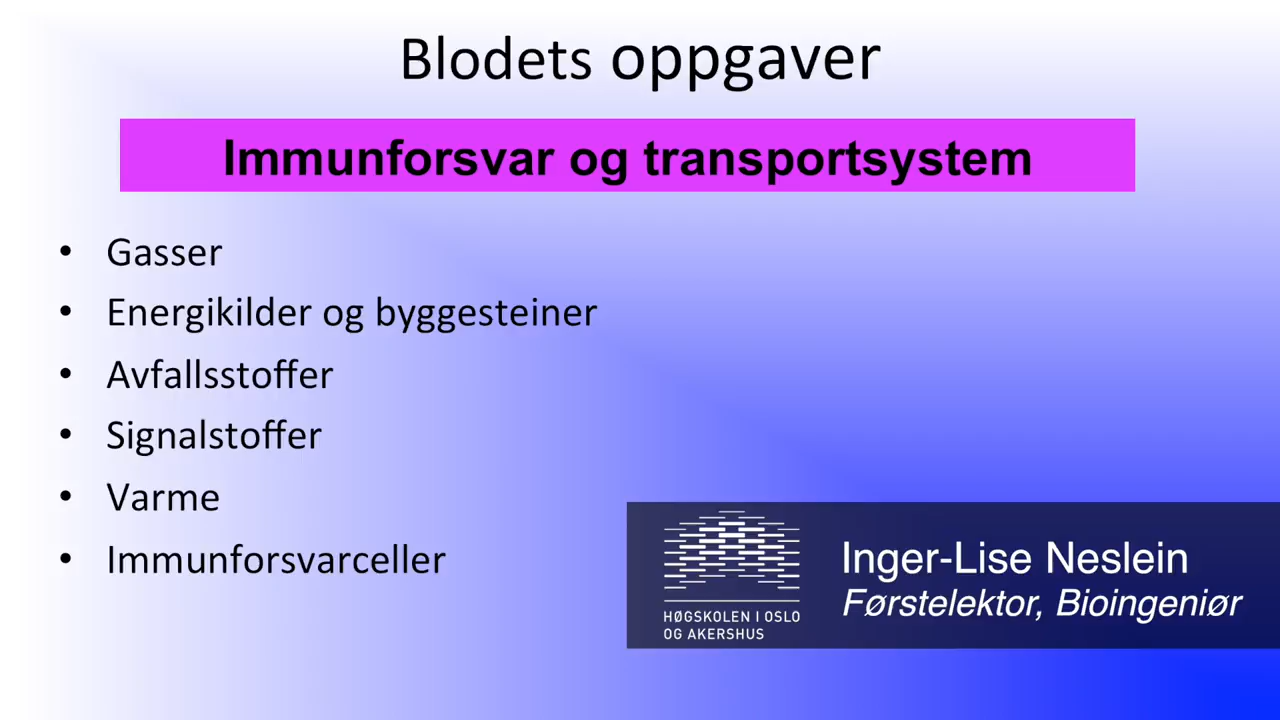 Blodets oppgaver
Immunforsvar og transportsystem
• Gasser
• Energikilder og byggesteiner
• Avfallsstoffer
• Signalstoffer
• Varme
• Immunforsvarceller
HØGSKOLEN I OSLO
OG AKERSHUS
Inger-Lise Neslein
Førstelektor, Bioingeniør